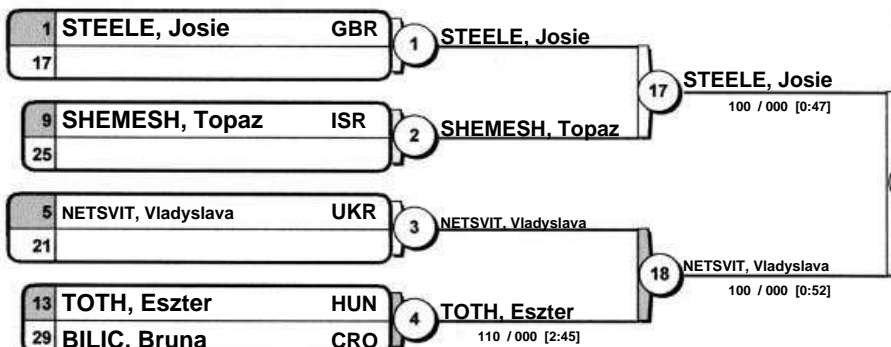 1 STEELE, Josie GBR
17
1
STEELE, Josie
9 SHEMESH, Topaz ISR
25
2
SHEMESH, Topaz
17
STEELE, Josie
100 / 000 [0:47]
5 NETSVIT, Vladyslava UKR
21
3
NETSVIT, Vladyslava
13 TOTH, Eszter HUN
29 BILIC, Bruna CRO
4
TOTH, Eszter
110 / 000 [2:45]
18
NETSVIT, Vladyslava
100 / 000 [0:52]